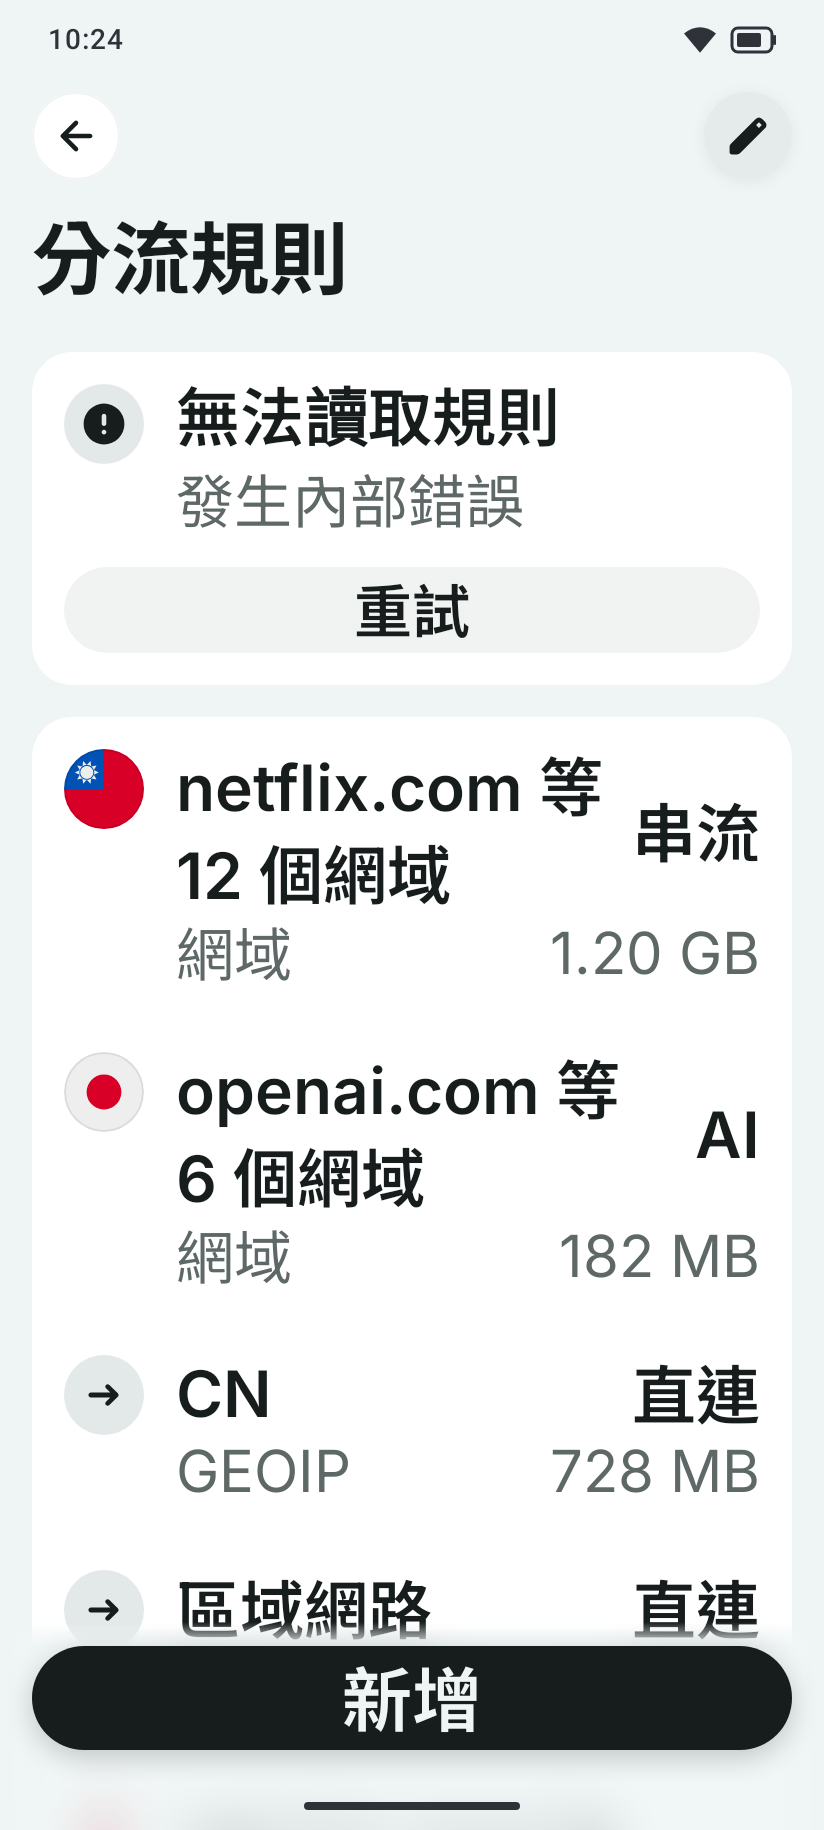 10:24
分流規則
無法讀取規則
發生內部錯誤
重試
netflix.com 等
12 個網域
串流
網域
1.20 GB
openai.com 等
6 個網域
AI
網域
182 MB
CN
直連
GEOIP
728 MB
區域網路
直連
新增